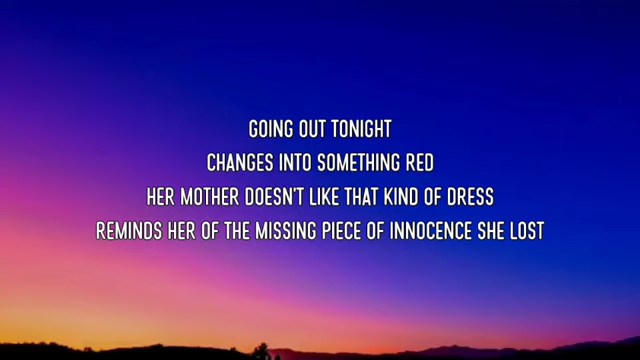 GOING OUT TONIGHT
CHANGES INTO SOMETHING RED
HER MOTHER DOESN'T LIKE THAT KIND OF DRESS
REMINDS HER OF THE MISSING PIECE OF INNOCENCE SHE LOST